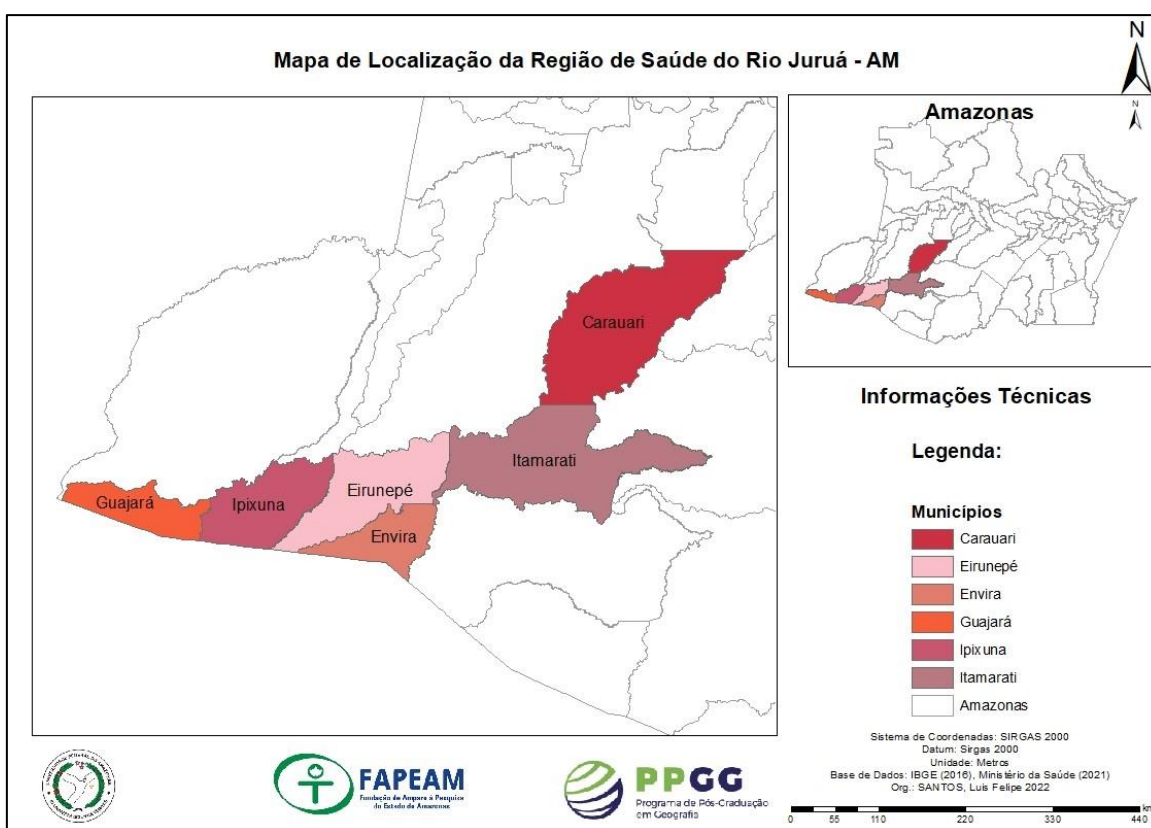 Mapa de Localização da Região de Saúde do Rio Juruá - AM
N
Amazonas
N
Carauari
Itamarati
Eirunepé
Ipixuna
Guajará
Envira
Informações Técnicas
Legenda:
Municípios
Carauari
Eirunepé
Envira
Guajará
Ipixuna
Itamarati
Amazonas
Sistema de Coordenadas: SIRGAS 2000
Datum: Sirgas 2000
Unidade: Metros
Base de Dados: IBGE (2016), Ministério da Saúde (2021)
Org.: SANTOS, Luis Felipe 2022
km
0 55 110 220 330 440
FAPEAM
Fundação de Amparo à Pesquisa
do Estado do Amazonas
PPGG
Programa de Pós-Graduação
em Geografia